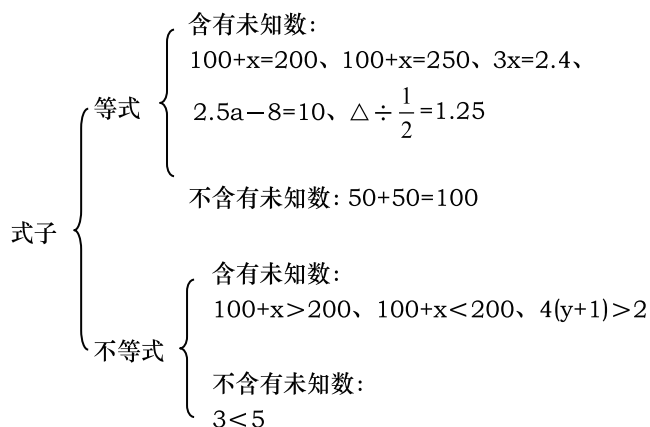 含有未知数：
100+x=200、100+x=250、3x=2.4、
等式
2.5a－8=10、△÷1/2=1.25
不含有未知数：50+50=100
式子
含有未知数：
100+x>200、100+x<200、4(y+1)>2
不等式
不含有未知数：
3<5